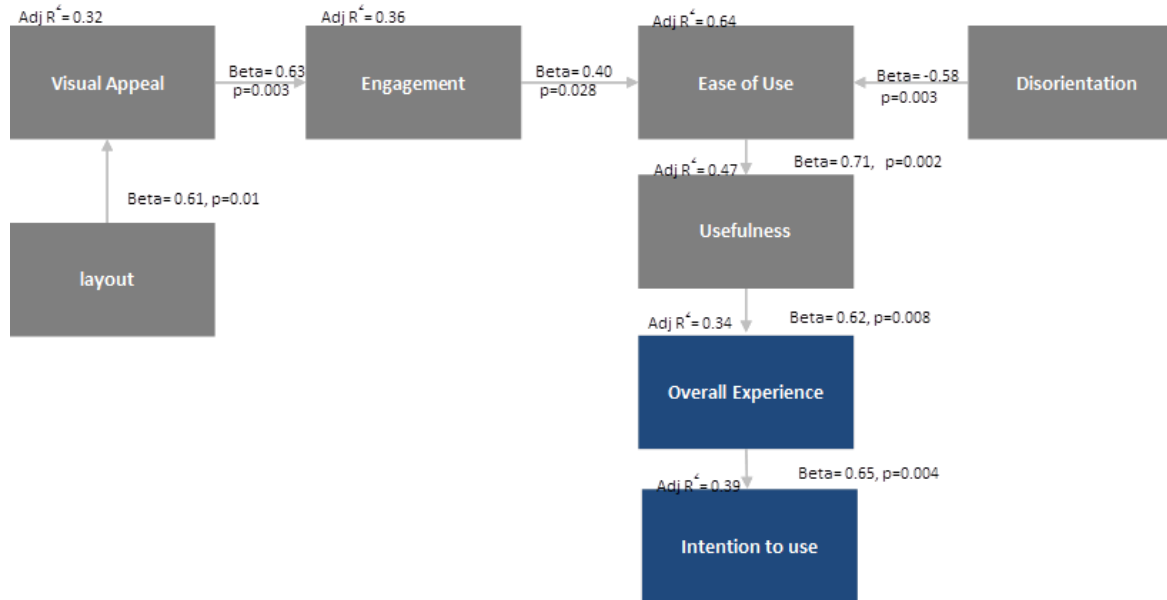 Adj R²= 0.32
Adj R²= 0.36
Adj R²= 0.64
Visual Appeal
Beta= 0.63
p=0.003
Engagement
Beta= 0.40
p=0.028
Ease of Use
Beta= -0.58
p=0.003
Disorientation
Beta= 0.71, p=0.002
Adj R²= 0.47
Beta= 0.61, p=0.01
Usefulness
layout
Adj R²= 0.34
Beta= 0.62, p=0.008
Overall Experience
Beta= 0.65, p=0.004
Adj R²= 0.39
Intention to use